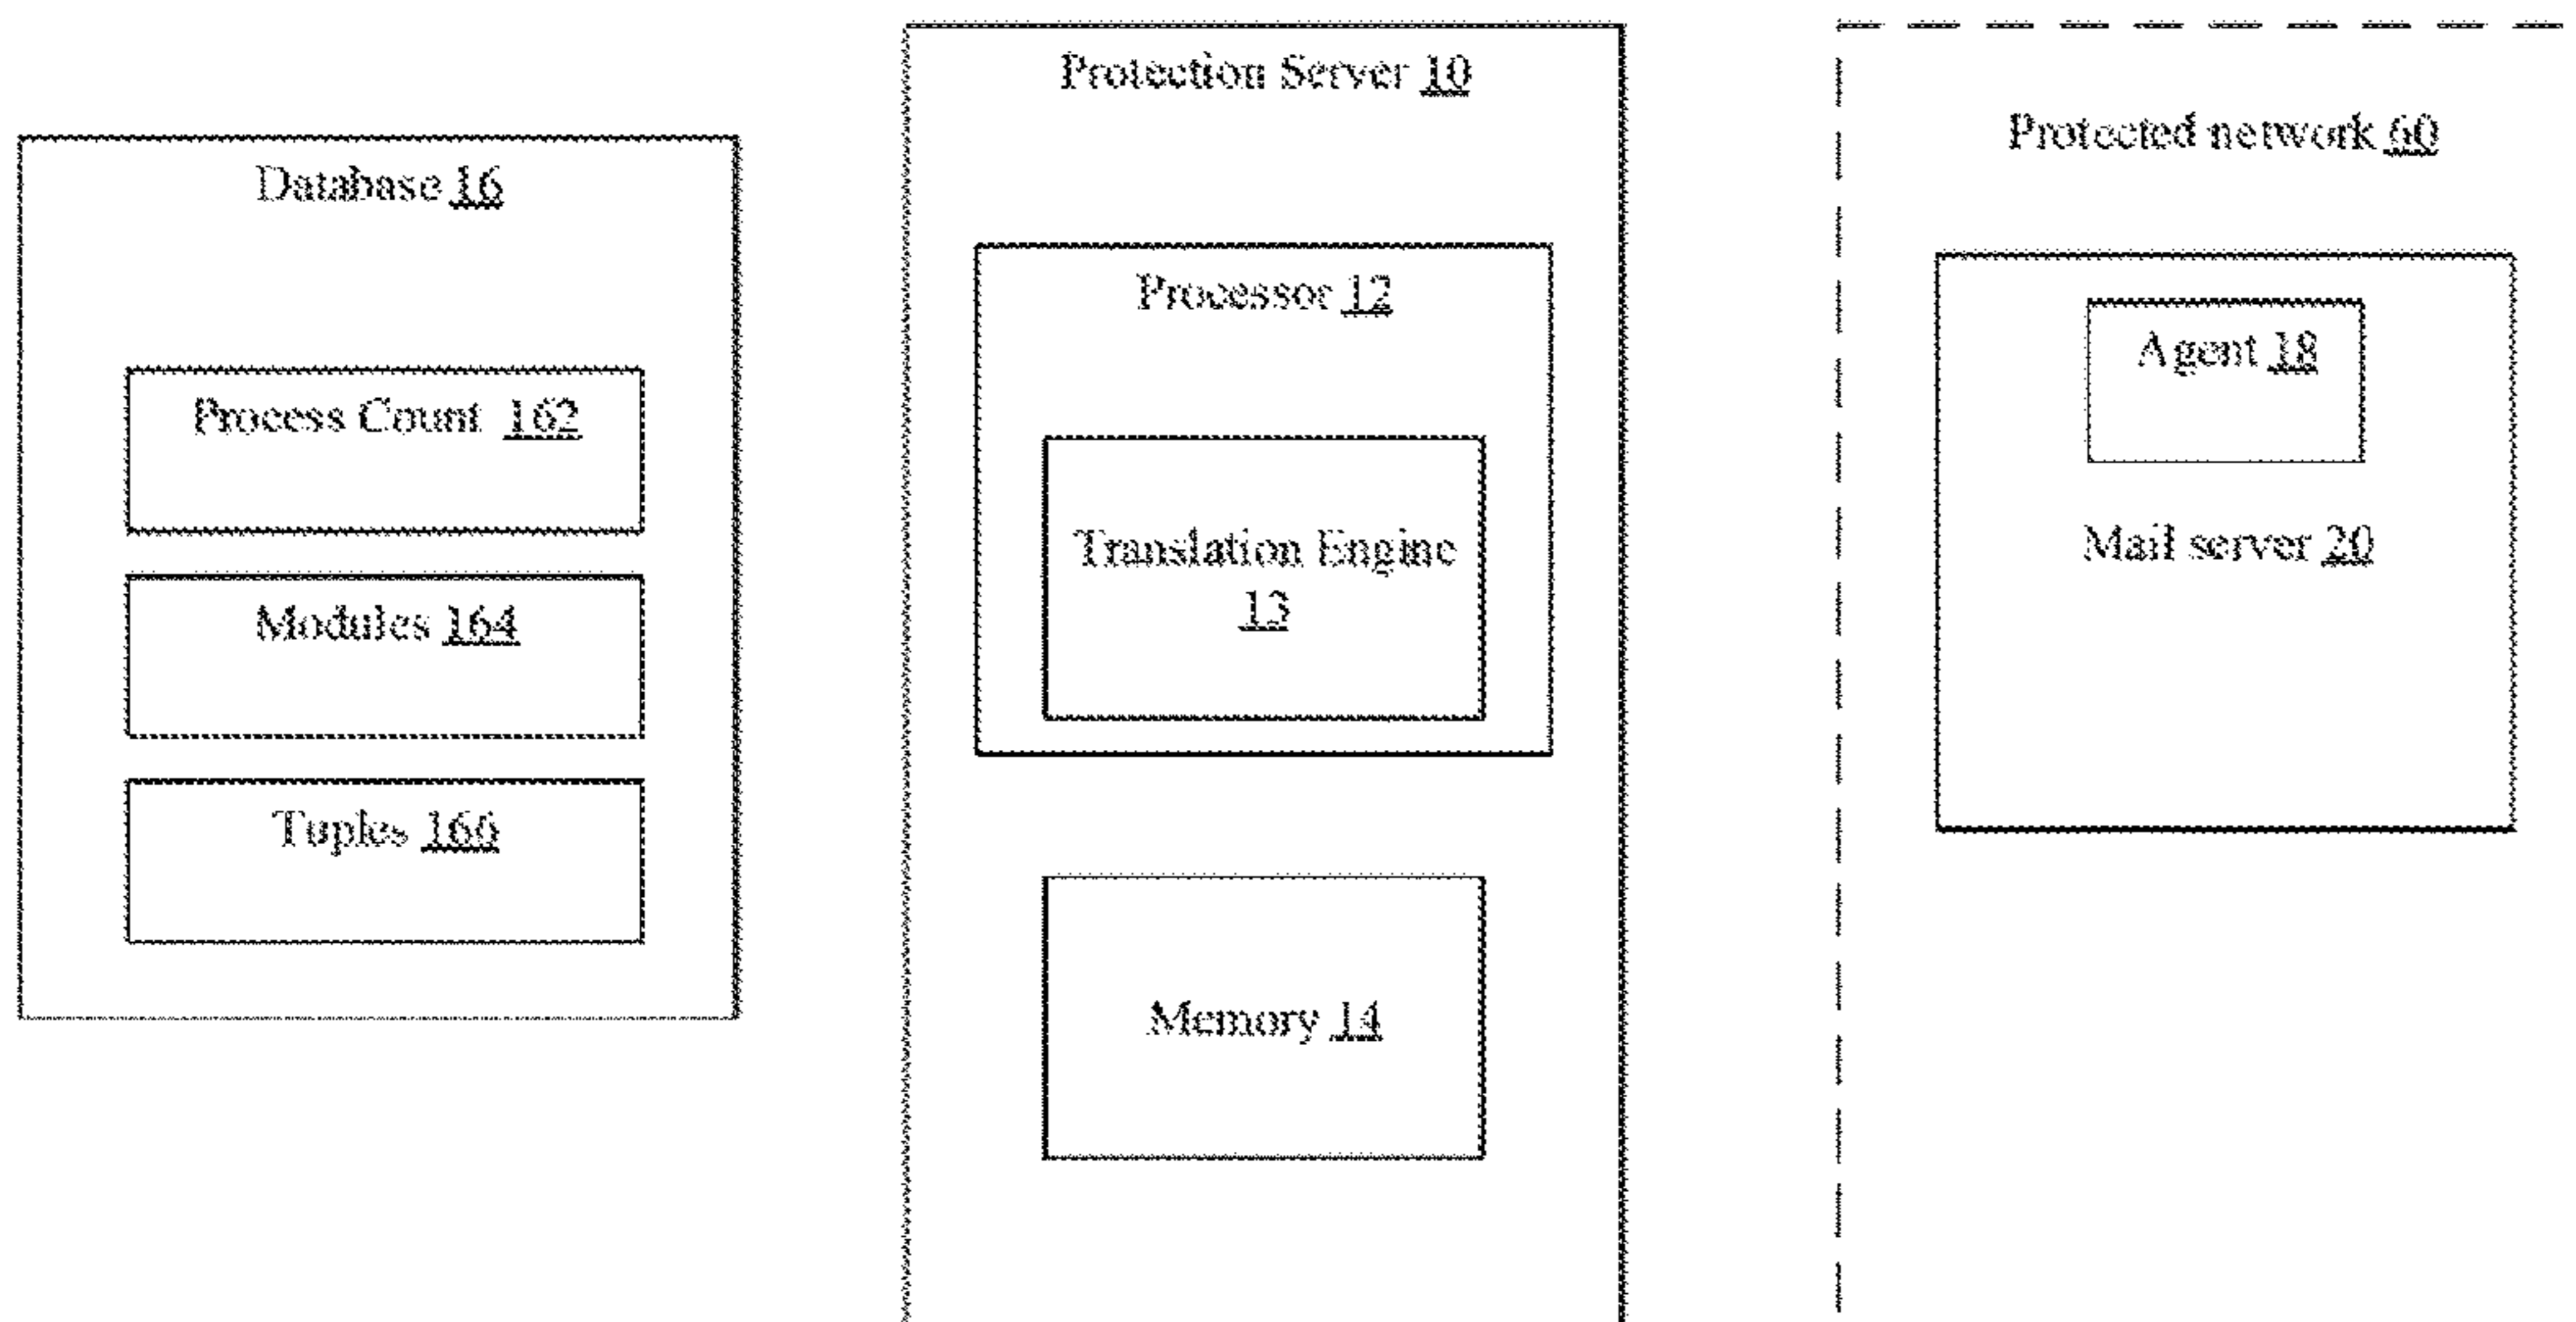 Database 16
Process Count 162
Modules 164
Tuples 166
Protection Server 10
Processor 12
Translation Engine
13
Memory 14
Protected network 60
Agent 18
Mail server 20